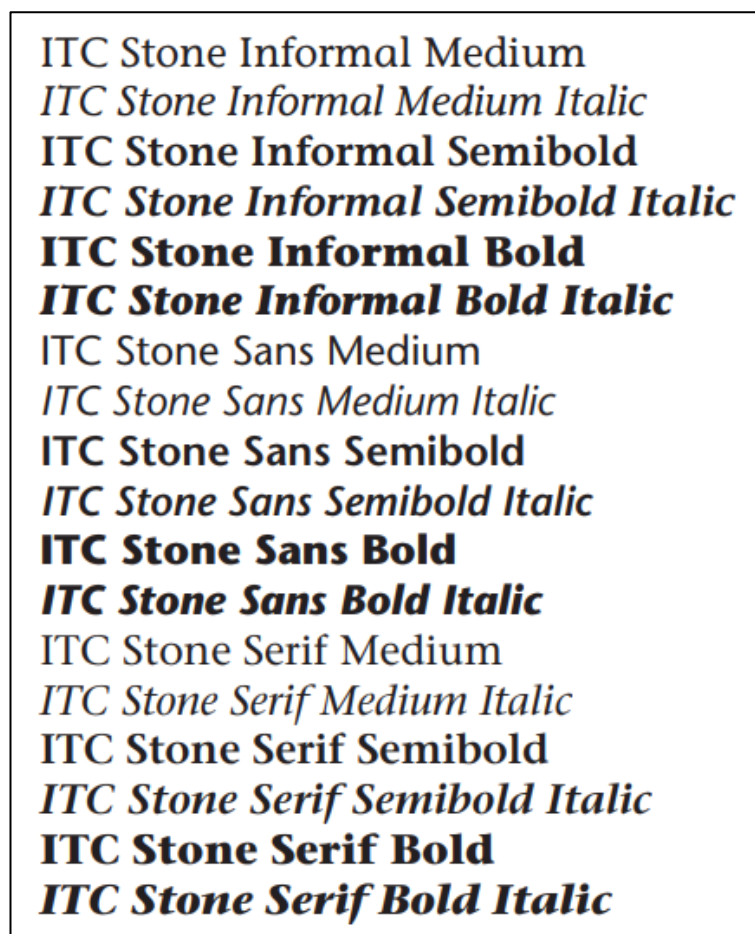 ITC Stone Informal Medium
ITC Stone Informal Medium Italic
ITC Stone Informal Semibold
ITC Stone Informal Semibold Italic
ITC Stone Informal Bold
ITC Stone Informal Bold Italic
ITC Stone Sans Medium
ITC Stone Sans Medium Italic
ITC Stone Sans Semibold
ITC Stone Sans Semibold Italic
ITC Stone Sans Bold
ITC Stone Sans Bold Italic
ITC Stone Serif Medium
ITC Stone Serif Medium Italic
ITC Stone Serif Semibold
ITC Stone Serif Semibold Italic
ITC Stone Serif Bold
ITC Stone Serif Bold Italic